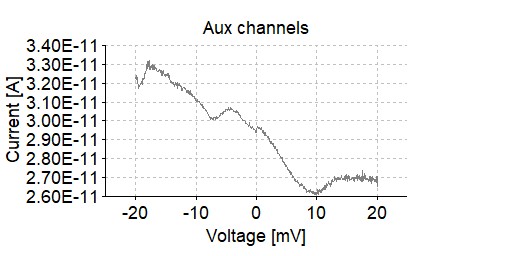 Aux channels
3.40E-11
3.30E-11
3.20E-11
3.10E-11
3.00E-11
2.90E-11
2.80E-11
2.70E-11
2.60E-11
Current [A]
-20 -10 0 10 20
Voltage [mV]